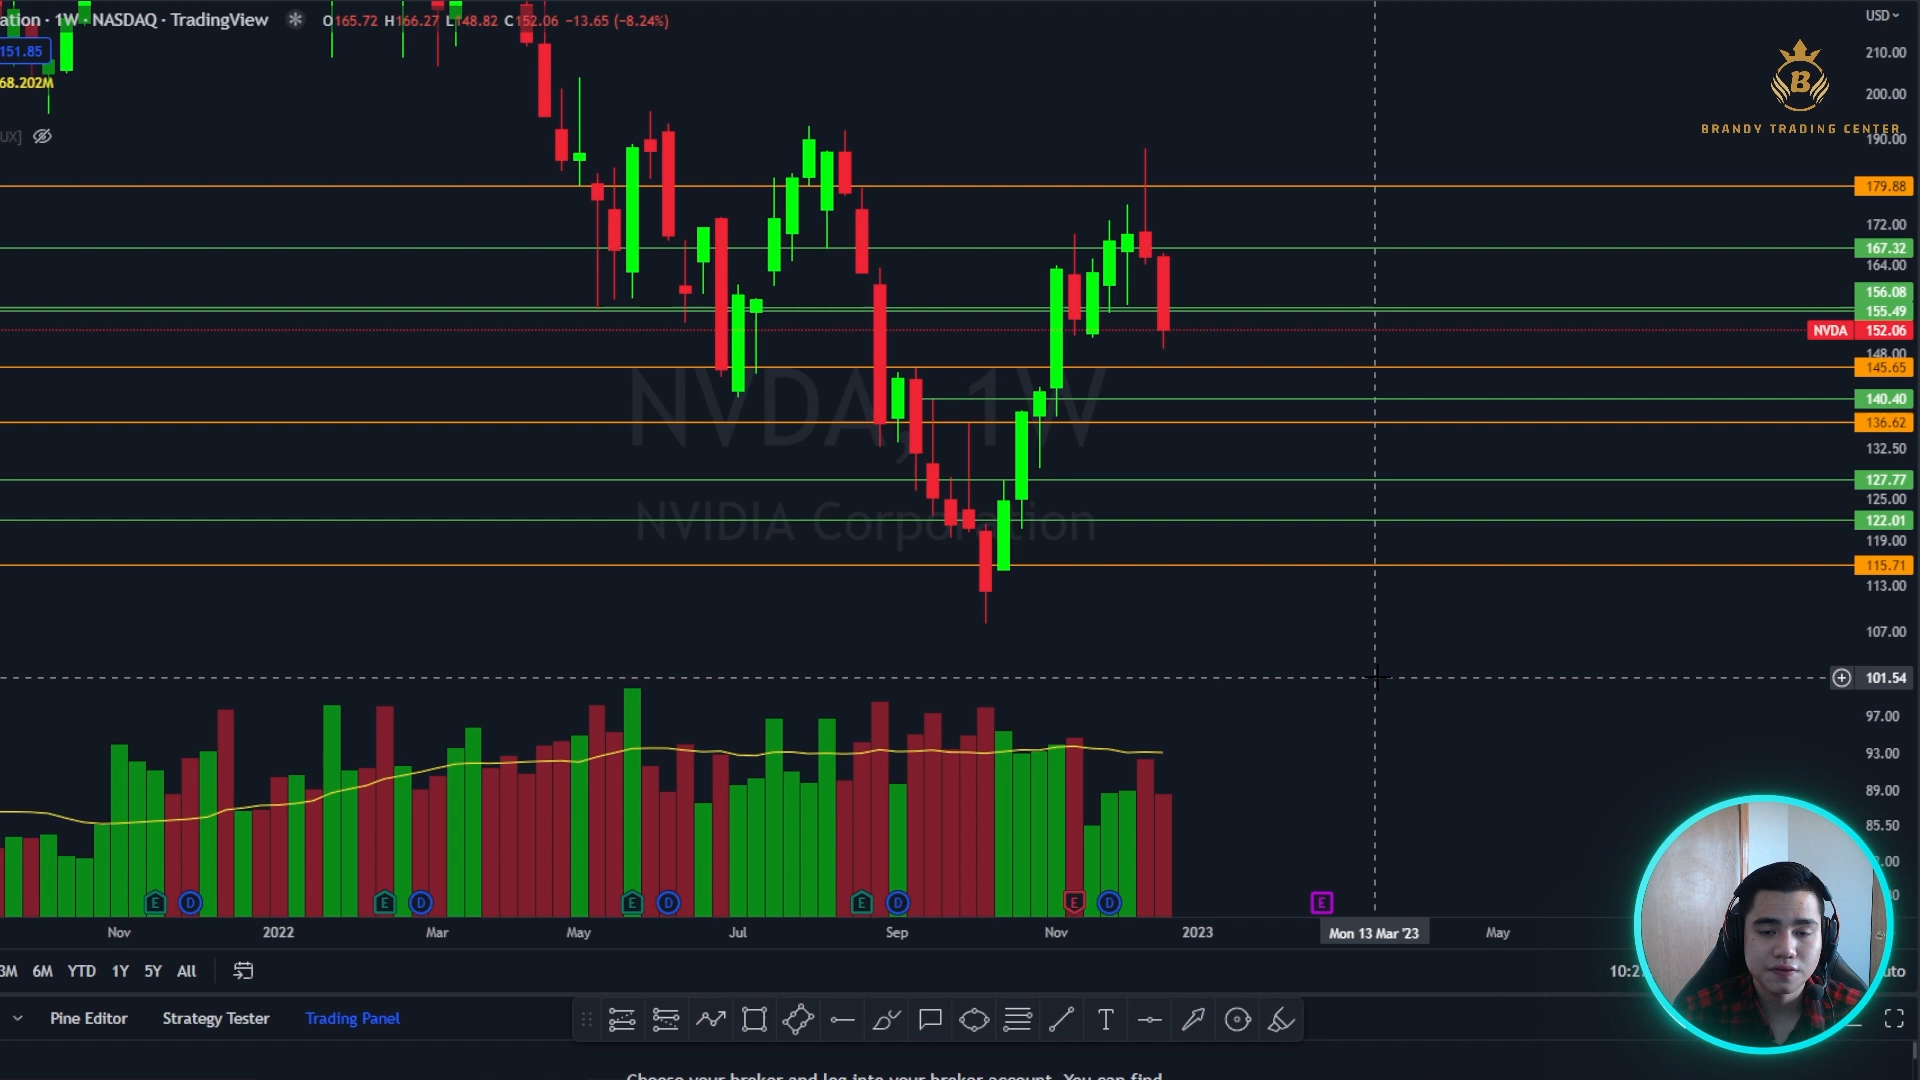 ation · 1W · NASDAQ · TradingView
O165.72 H166.27 L148.82 C152.06 −13.65 (−8.24%)
151.85
68.202M
UX]
USD
210.00
200.00
B
BRANDY TRADING CENTER
190.00
179.88
172.00
167.32
164.00
156.08
155.49
NVDA 152.06
148.00
145.65
140.40
136.62
132.50
127.77
125.00
122.01
119.00
115.71
113.00
107.00
101.54
97.00
93.00
89.00
85.50
NVDA, 1W
NVIDIA Corporation
E D E D E D E D E D E
Nov 2022 Mar May Jul Sep Nov 2023 Mon 13 Mar '23 May
3M 6M YTD 1Y 5Y All
Pine Editor Strategy Tester Trading Panel
T
Choose your broker and log into your broker account. You can find